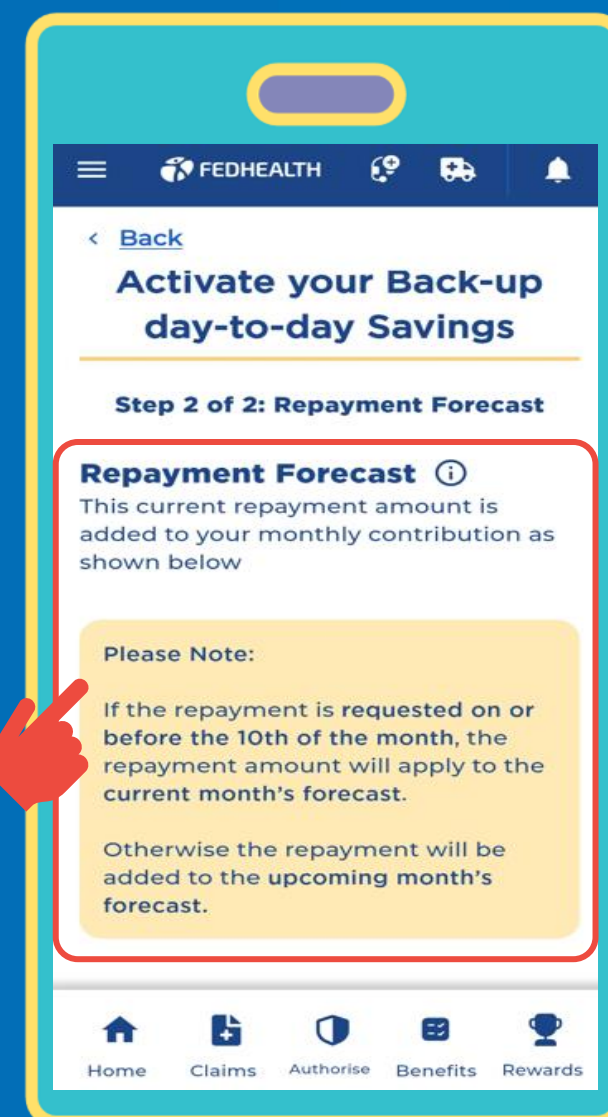 FEDHEALTH
< Back
Activate your Back-up
day-to-day Savings
Step 2 of 2: Repayment Forecast
Repayment Forecast
This current repayment amount is
added to your monthly contribution as
shown below
Please Note:
If the repayment is requested on or
before the 10th of the month, the
repayment amount will apply to the
current month's forecast.
Otherwise the repayment will be
added to the upcoming month's
forecast.
Home Claims Authorise Benefits Rewards